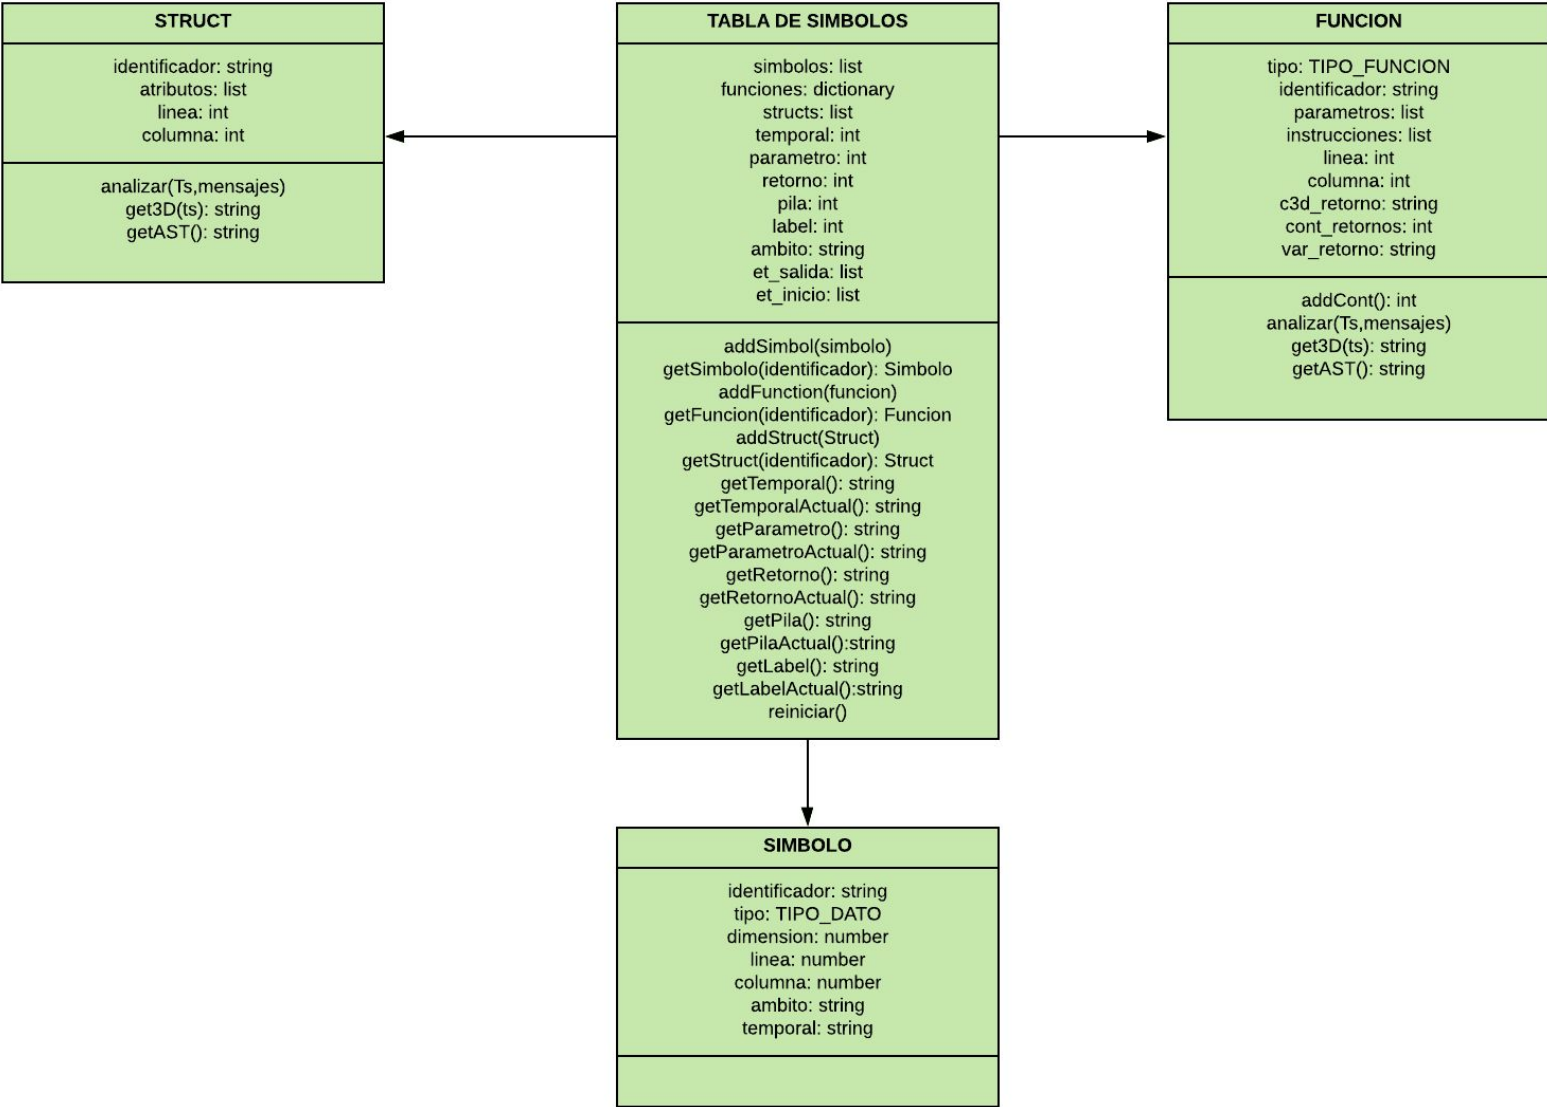 STRUCT
identificador: string
atributos: list
linea: int
columna: int
analizar(Ts,mensajes)
get3D(ts): string
getAST(): string
TABLA DE SIMBOLOS
simbolos: list
funciones: dictionary
structs: list
temporal: int
parametro: int
retorno: int
pila: int
label: int
ambito: string
et_salida: list
et_inicio: list
addSimbol(simbolo)
getSimbolo(identificador): Simbolo
addFunction(funcion)
getFuncion(identificador): Funcion
addStruct(Struct)
getStruct(identificador): Struct
getTemporal(): string
getTemporalActual(): string
getParametro(): string
getParametroActual(): string
getRetorno(): string
getRetornoActual(): string
getPila(): string
getPilaActual():string
getLabel(): string
getLabelActual():string
reiniciar()
FUNCION
tipo: TIPO_FUNCION
identificador: string
parametros: list
instrucciones: list
linea: int
columna: int
c3d_retorno: string
cont_retornos: int
var_retorno: string
addCont(): int
analizar(Ts,mensajes)
get3D(ts): string
getAST(): string
SIMBOLO
identificador: string
tipo: TIPO_DATO
dimension: number
linea: number
columna: number
ambito: string
temporal: string